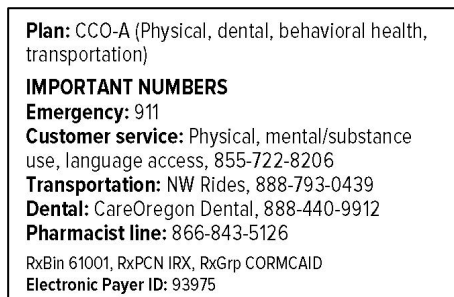 Plan: CCO-A (Physical, dental, behavioral health,
transportation)
IMPORTANT NUMBERS
Emergency: 911
Customer service: Physical, mental/substance
use, language access, 855-722-8206
Transportation: NW Rides, 888-793-0439
Dental: CareOregon Dental, 888-440-9912
Pharmacist line: 866-843-5126
RxBin 61001, RxPCN IRX, RxGrp CORMCAID
Electronic Payer ID: 93975